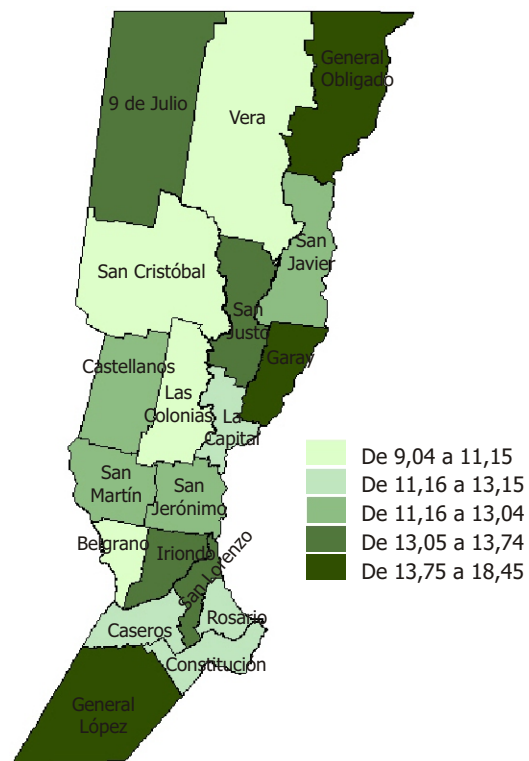 General
Obligado
9 de Julio
Vera
San
Javier
San Cristóbal
San
Justo
Garay
Castellanos
Las
Colonias
La
Capital
San
Martín
San
Jerónimo
Belgrano
Iriondo
San Lorenzo
Caseros
Rosario
Constitución
General
López
De 9,04 a 11,15
De 11,16 a 13,15
De 11,16 a 13,04
De 13,05 a 13,74
De 13,75 a 18,45